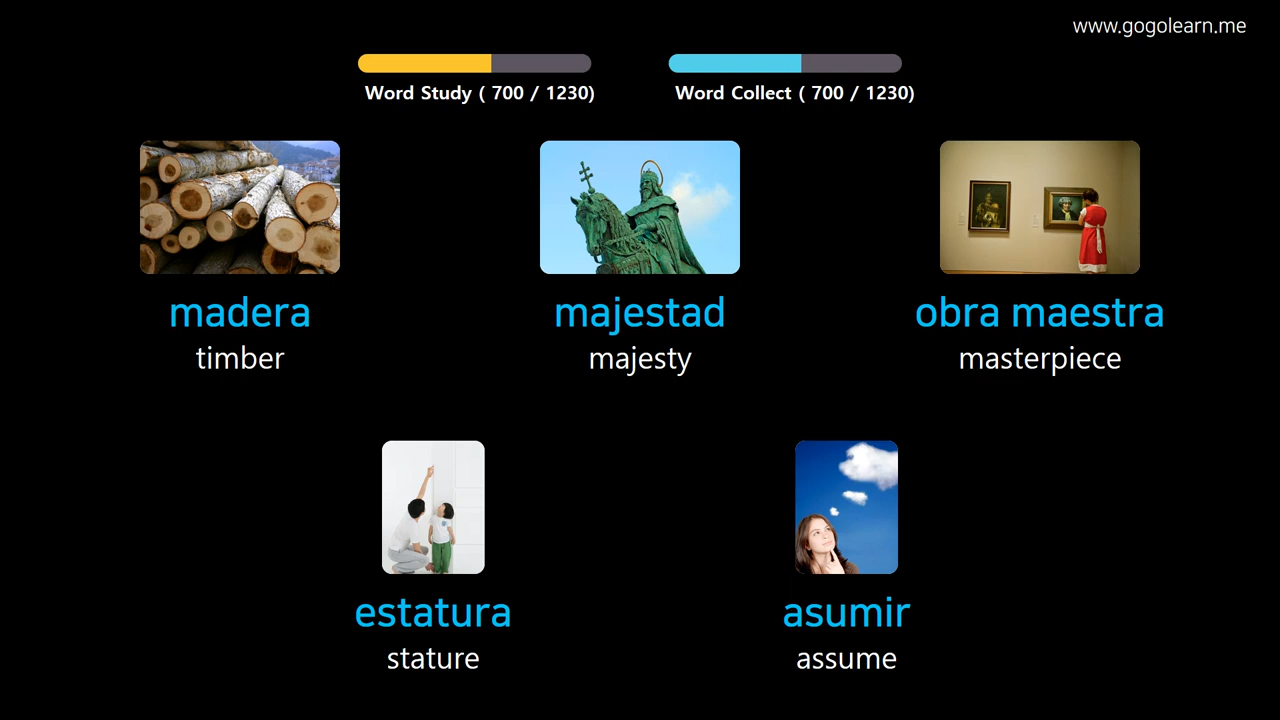 www.gogolearn.me
Word Study ( 700 / 1230)
Word Collect ( 700 / 1230)
madera
timber
majestad
majesty
obra maestra
masterpiece
estatura
stature
asumir
assume